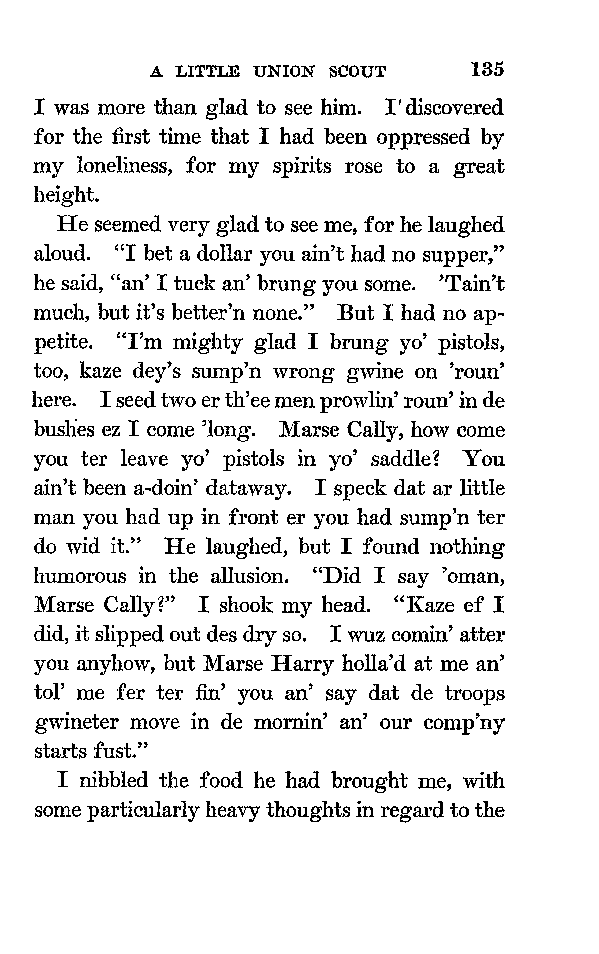 A LITTLE UNION SCOUT 135
I was more than glad to see him. I discovered
for the first time that I had been oppressed by
my loneliness, for my spirits rose to a great
height.
He seemed very glad to see me, for he laughed
aloud. “I bet a dollar you ain’t had no supper,”
he said, “an’ I tuck an’ brung you some. ’Tain’t
much, but it’s better’n none.” But I had no ap-
petite. “I’m mighty glad I brung yo’ pistols,
too, kaze dey’s sump’n wrong gwine on ’roun’
here. I seed two er th’ee men prowlin’ roun’ in de
bushes ez I come ’long. Marse Cally, how come
you ter leave yo’ pistols in yo’ saddle? You
ain’t been a-doin’ dataway. I speck dat ar little
man you had up in front er you had sump’n ter
do wid it.” He laughed, but I found nothing
humorous in the allusion. “Did I say ’oman,
Marse Cally?” I shook my head. “Kaze ef I
did, it slipped out des dry so. I wuz comin’ atter
you anyhow, but Marse Harry holla’d at me an’
tol’ me fer ter fin’ you an’ say dat de troops
gwineter move in de mornin’ an’ our comp’ny
starts fust.”
I nibbled the food he had brought me, with
some particularly heavy thoughts in regard to the